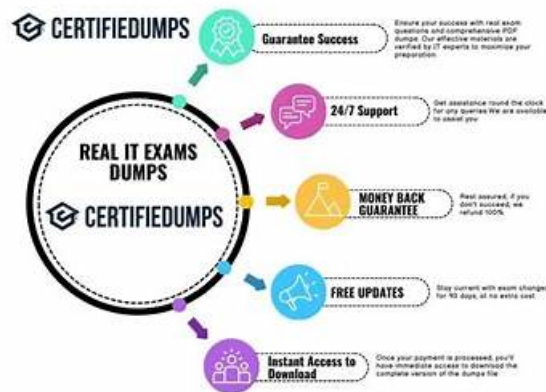 CERTIFIEDUMPS
Guarantee Success
Ensure your success with real exam
questions and comprehensive PDF
dumps. Our effective materials are
verified by IT experts to maximize your
preparation.
24/7 Support
Get assistance round the clock
for any queries We are available
to assist you
REAL IT EXAMS
DUMPS
CERTIFIEDUMPS
MONEY BACK
GUARANTEE
Rest assured, if you
don't succeed, we
refund 100%
FREE UPDATES
Stay current with exam changes
for 90 days, at no extra cost
Instant Access to
Download
Once your payment is processed, you'll
have immediate access to download the
complete version of the dumps file